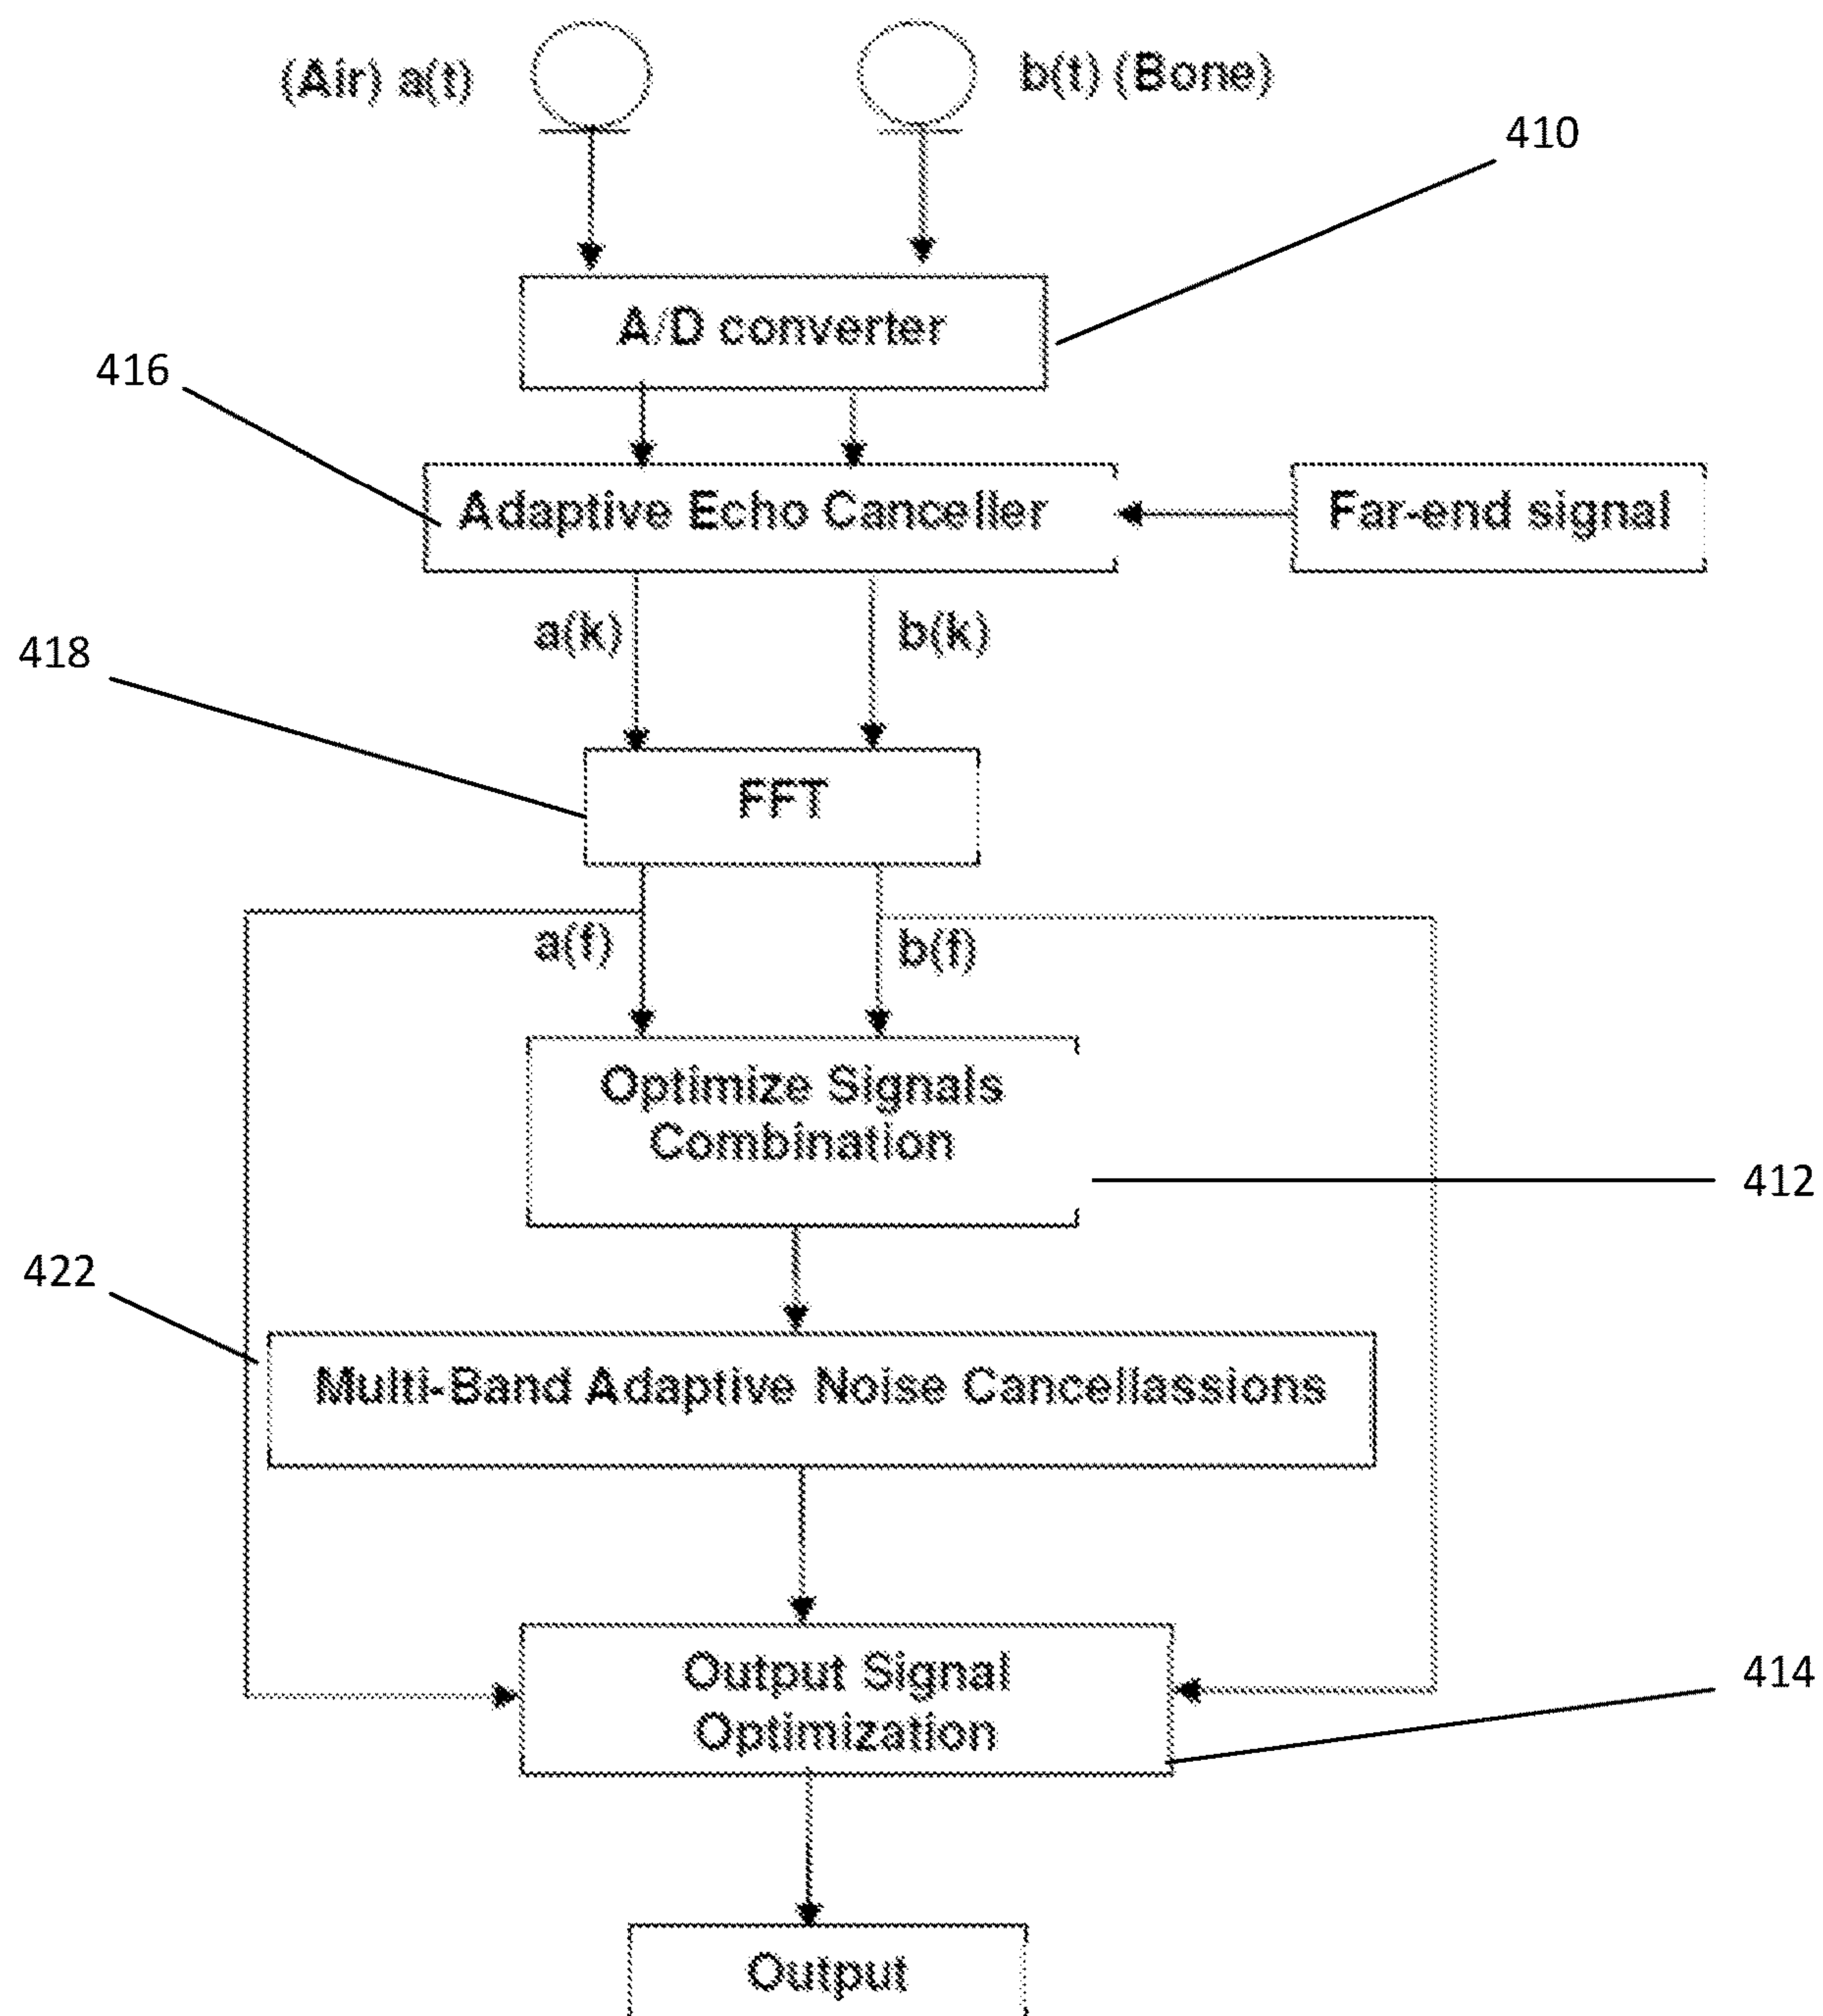 (Air) a(t)
b(t) (Bone)
410
A/D converter
416
Adaptive Echo Canceller
Far-end signal
a(k)
b(k)
418
FFT
a(f)
b(f)
Optimize Signals
Combination
412
422
Multi-Band Adaptive Noise Cancellassions
Output Signal
Optimization
414
Output